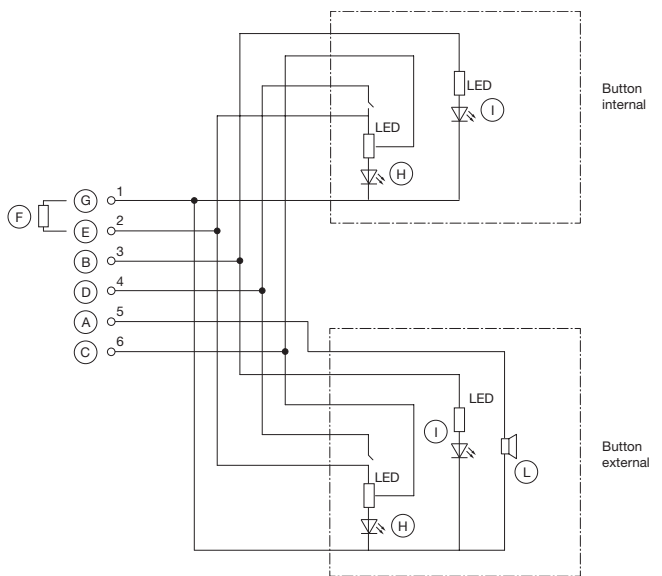 LED
I
Button
internal
LED
H
G 1
F
E 2
B 3
D 4
A 5
C 6
LED
I
Button
external
L
LED
H